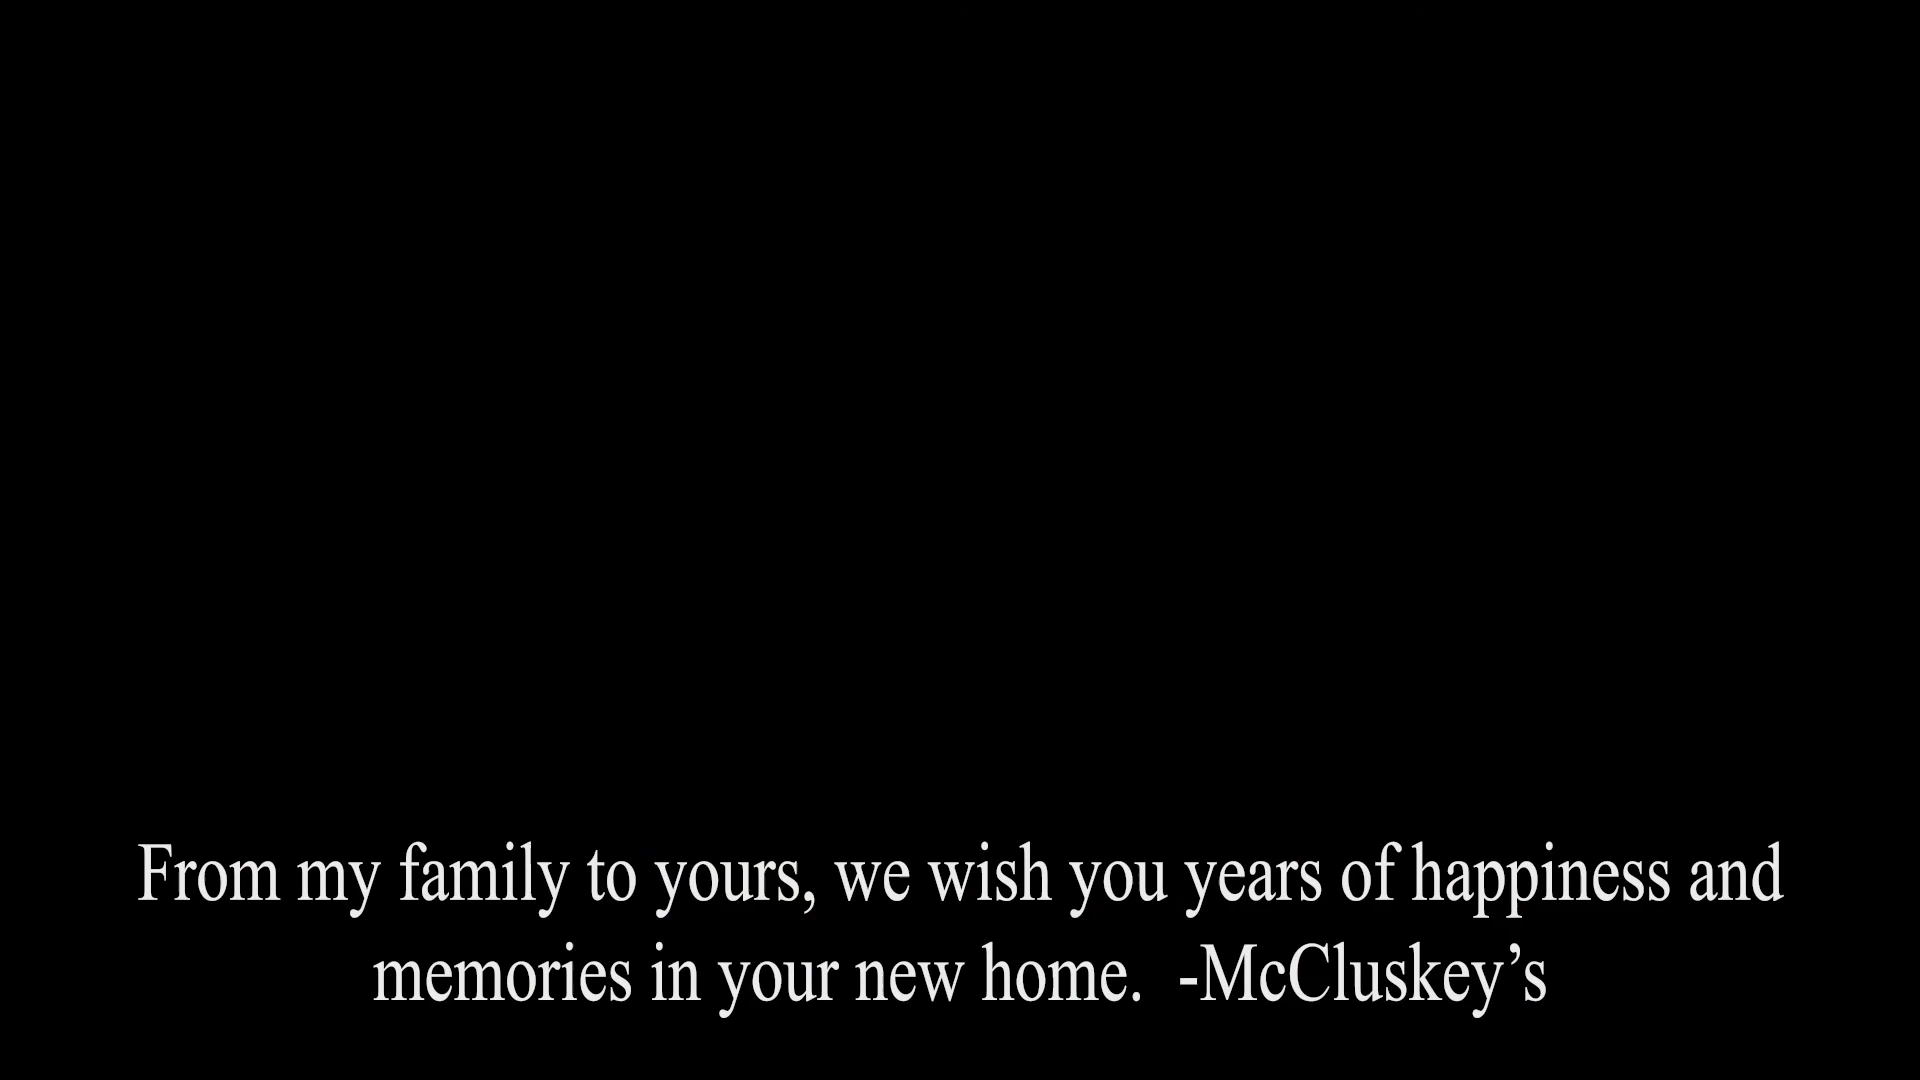 From my family to yours, we wish you years of happiness and
memories in your new home.  -McCluskey’s